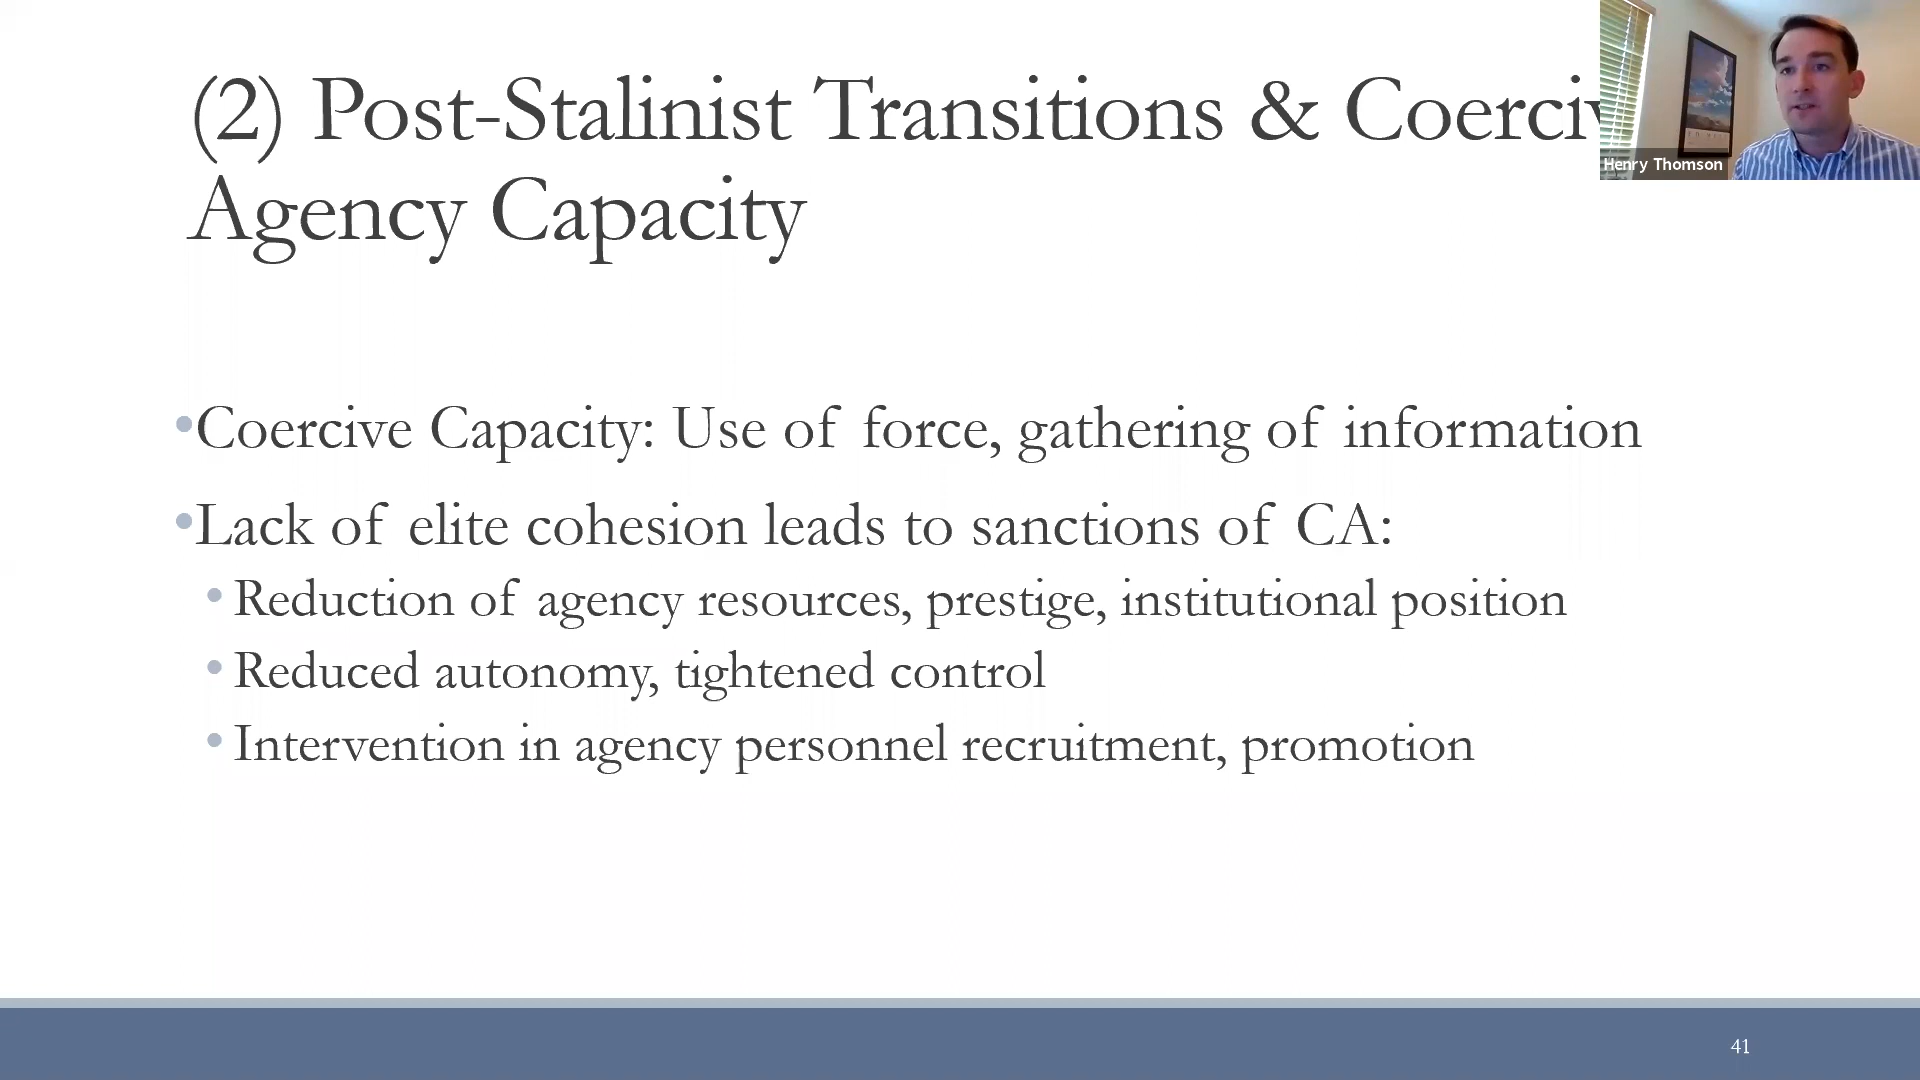 (2) Post-Stalinist Transitions & Coerciv
Agency Capacity
Henry Thomson
•Coercive Capacity: Use of force, gathering of information
•Lack of elite cohesion leads to sanctions of CA:
•Reduction of agency resources, prestige, institutional position
•Reduced autonomy, tightened control
•Intervention in agency personnel recruitment, promotion
41